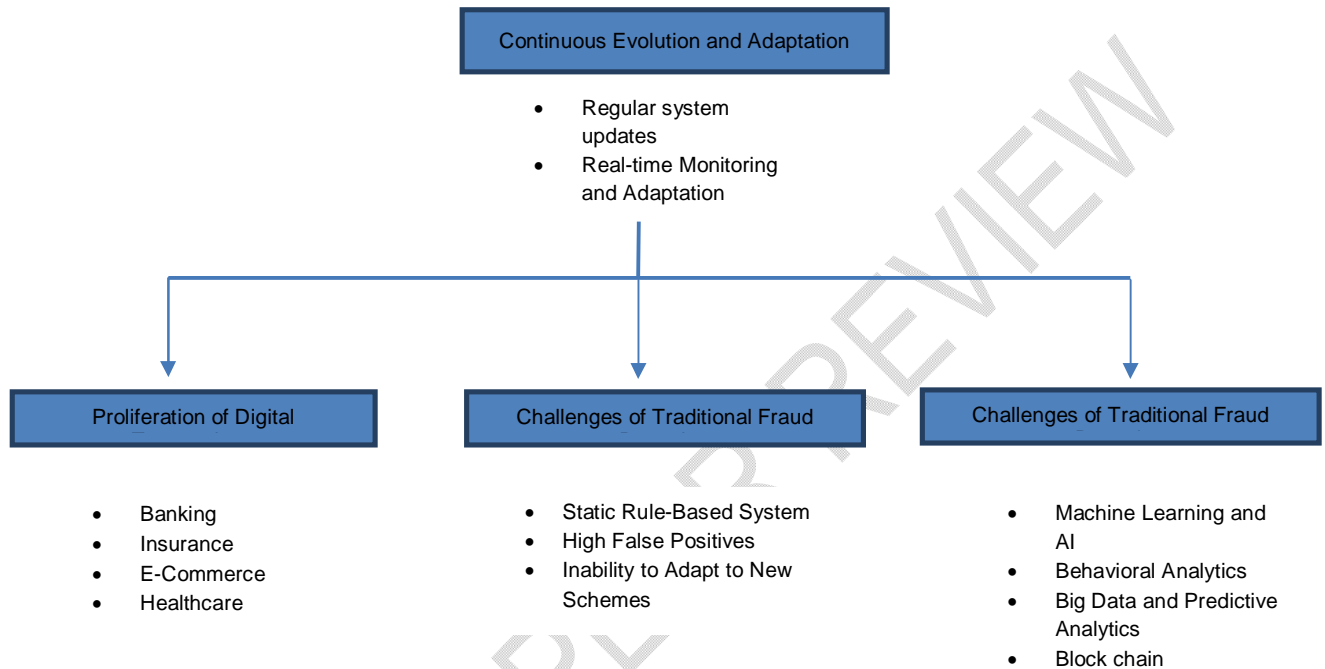 Continuous Evolution and Adaptation
• Regular system
updates
• Real-time Monitoring
and Adaptation
Proliferation of Digital
Challenges of Traditional Fraud
Challenges of Traditional Fraud
• Banking
• Insurance
• E-Commerce
• Healthcare
• Static Rule-Based System
• High False Positives
• Inability to Adapt to New
Schemes
• Machine Learning and
AI
• Behavioral Analytics
• Big Data and Predictive
Analytics
• Block chain
REVIEW